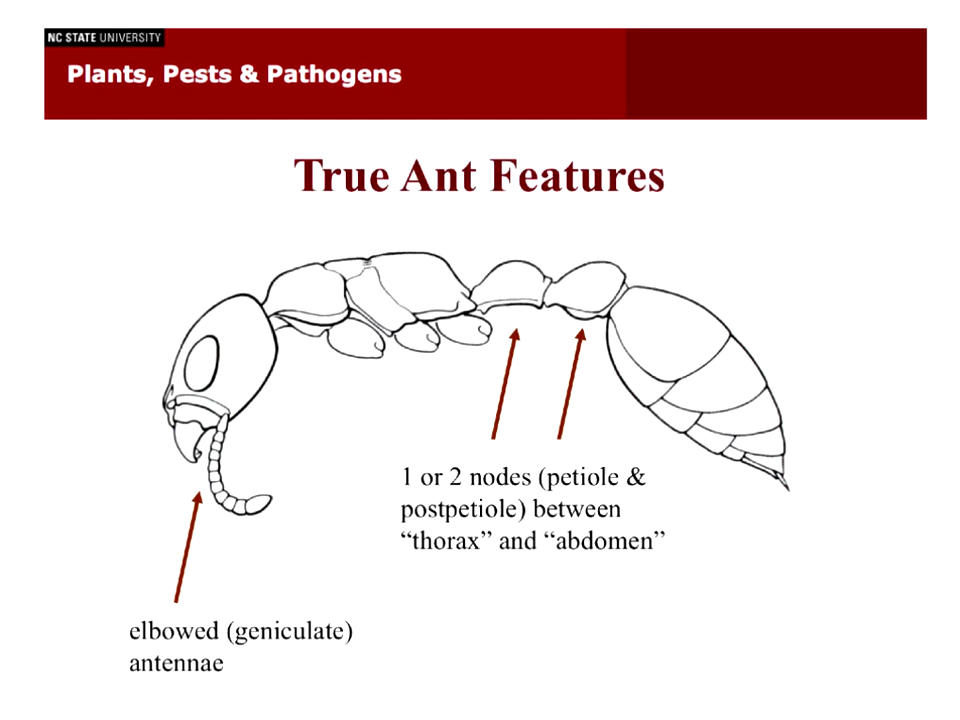 NC STATE UNIVERSITY
Plants, Pests & Pathogens
True Ant Features
1 or 2 nodes (petiole &
postpetiole) between
“thorax” and “abdomen”
elbowed (geniculate)
antennae